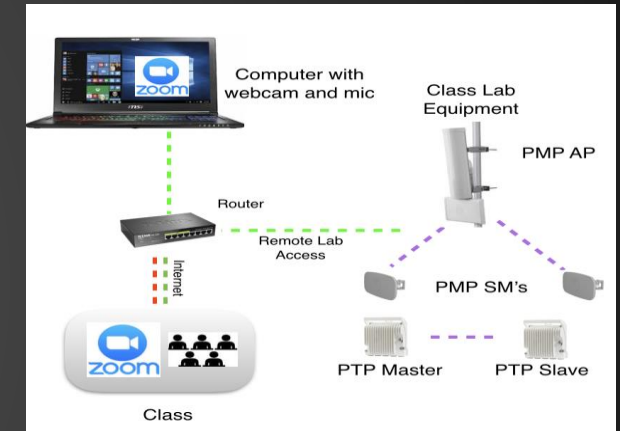 zoom
Computer with
webcam and mic
Class Lab
Equipment
PMP AP
Router
Remote Lab
Access
Internet
PMP SM's
zoom
PTP Master
PTP Slave
Class